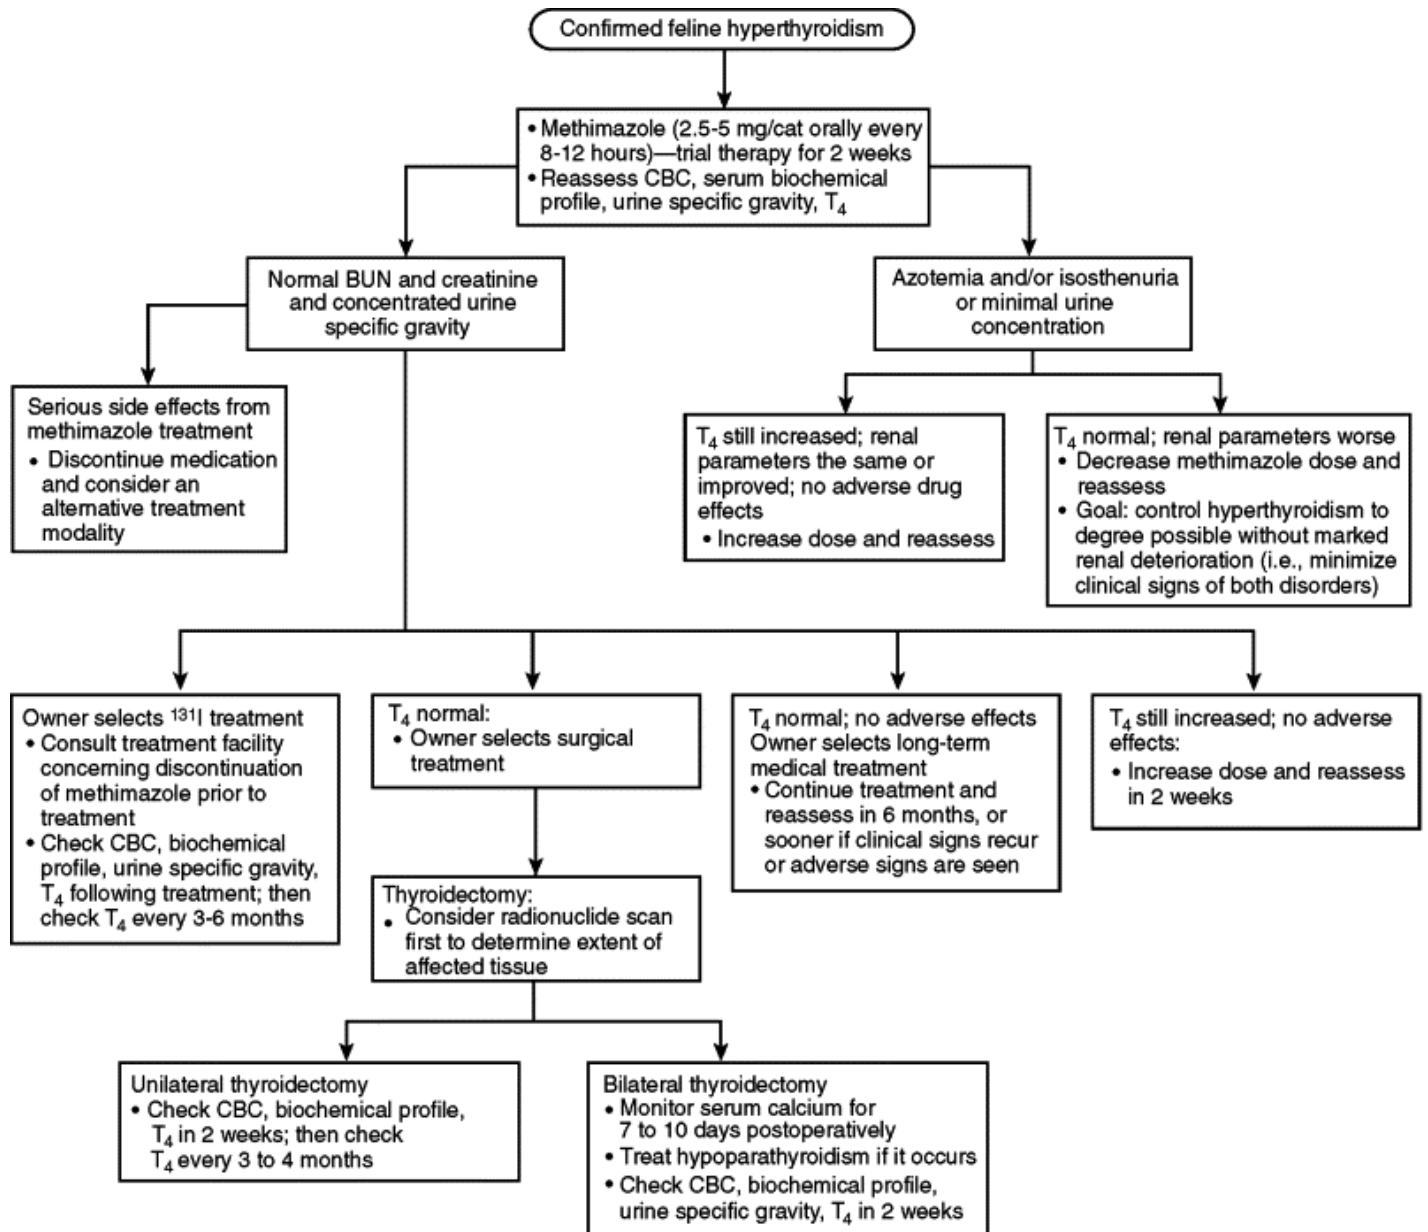 Confirmed feline hyperthyroidism
• Methimazole (2.5-5 mg/cat orally every
8-12 hours)—trial therapy for 2 weeks
• Reassess CBC, serum biochemical
profile, urine specific gravity, T4
Normal BUN and creatinine
and concentrated urine
specific gravity
Azotemia and/or isosthenuria
or minimal urine
concentration
Serious side effects from
methimazole treatment
• Discontinue medication
and consider an
alternative treatment
modality
T4 still increased; renal
parameters the same or
improved; no adverse drug
effects
• Increase dose and reassess
T4 normal; renal parameters worse
• Decrease methimazole dose and
reassess
• Goal: control hyperthyroidism to
degree possible without marked
renal deterioration (i.e., minimize
clinical signs of both disorders)
Owner selects 131I treatment
• Consult treatment facility
concerning discontinuation
of methimazole prior to
treatment
• Check CBC, biochemical
profile, urine specific gravity,
T4 following treatment; then
check T4 every 3-6 months
T4 normal:
• Owner selects surgical
treatment
T4 normal; no adverse effects
Owner selects long-term
medical treatment
• Continue treatment and
reassess in 6 months, or
sooner if clinical signs recur
or adverse signs are seen
T4 still increased; no adverse
effects:
• Increase dose and reassess
in 2 weeks
Thyroidectomy:
• Consider radionuclide scan
first to determine extent of
affected tissue
Unilateral thyroidectomy
• Check CBC, biochemical profile,
T4 in 2 weeks; then check
T4 every 3 to 4 months
Bilateral thyroidectomy
• Monitor serum calcium for
7 to 10 days postoperatively
• Treat hypoparathyroidism if it occurs
• Check CBC, biochemical profile,
urine specific gravity, T4 in 2 weeks